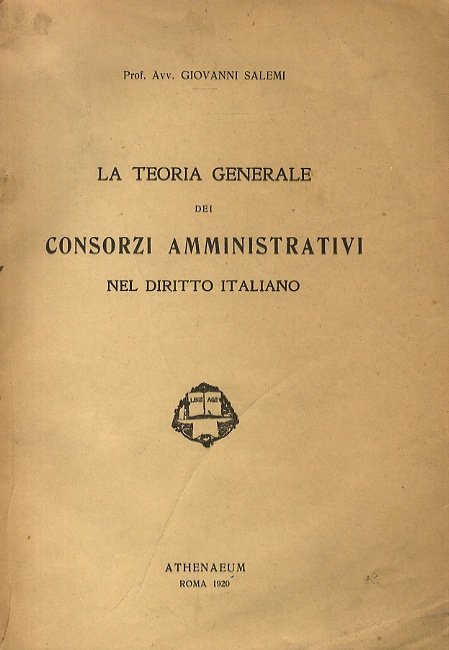 Prof. Avv. GIOVANNI SALEMI
LA TEORIA GENERALE
DEI
CONSORZI AMMINISTRATIVI
NEL DIRITTO ITALIANO
ATHENAEUM
ROMA 1920